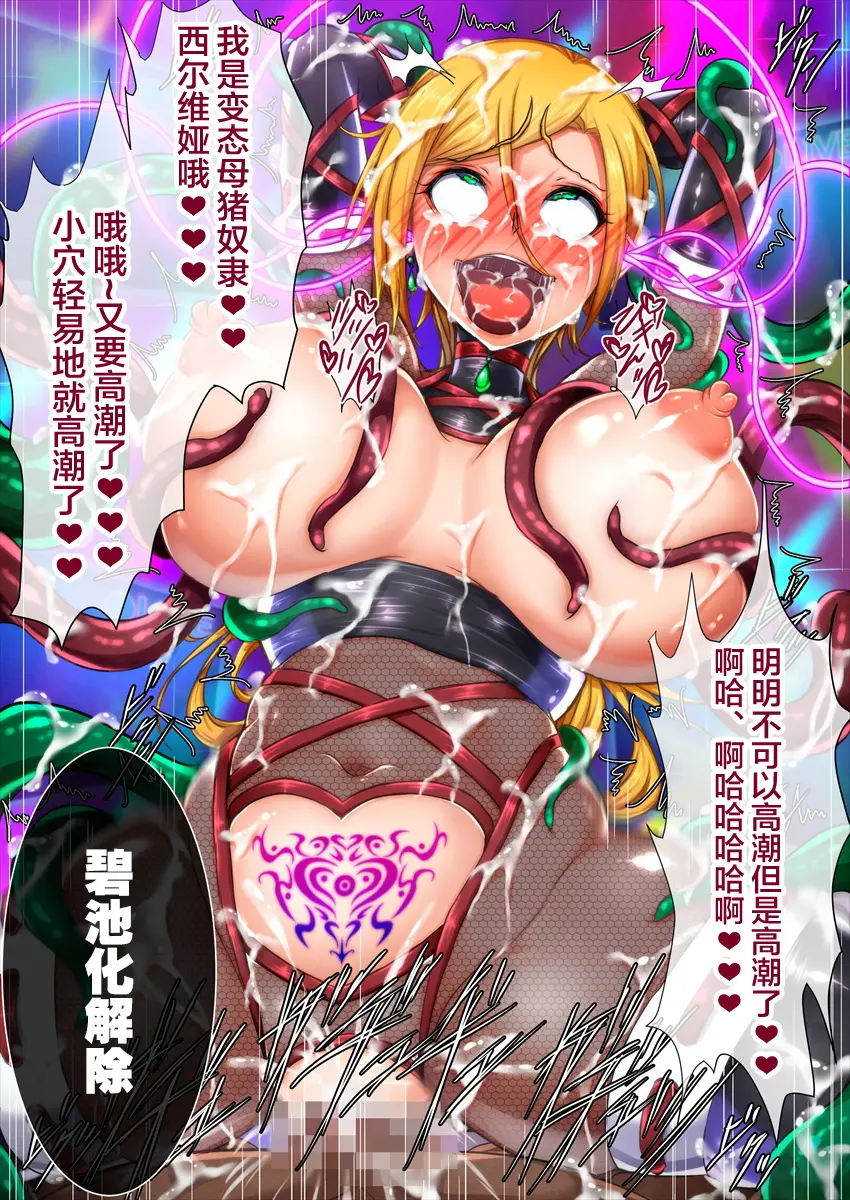 我是变态母猪奴隶♥♥
西尔维娅哦♥♥♥
哦哦~又要高潮了♥♥♥
小穴轻易地就高潮了♥♥
明明不可以高潮但是高潮了♥♥
啊哈、啊哈哈哈哈啊♥♥♥
碧池化解除